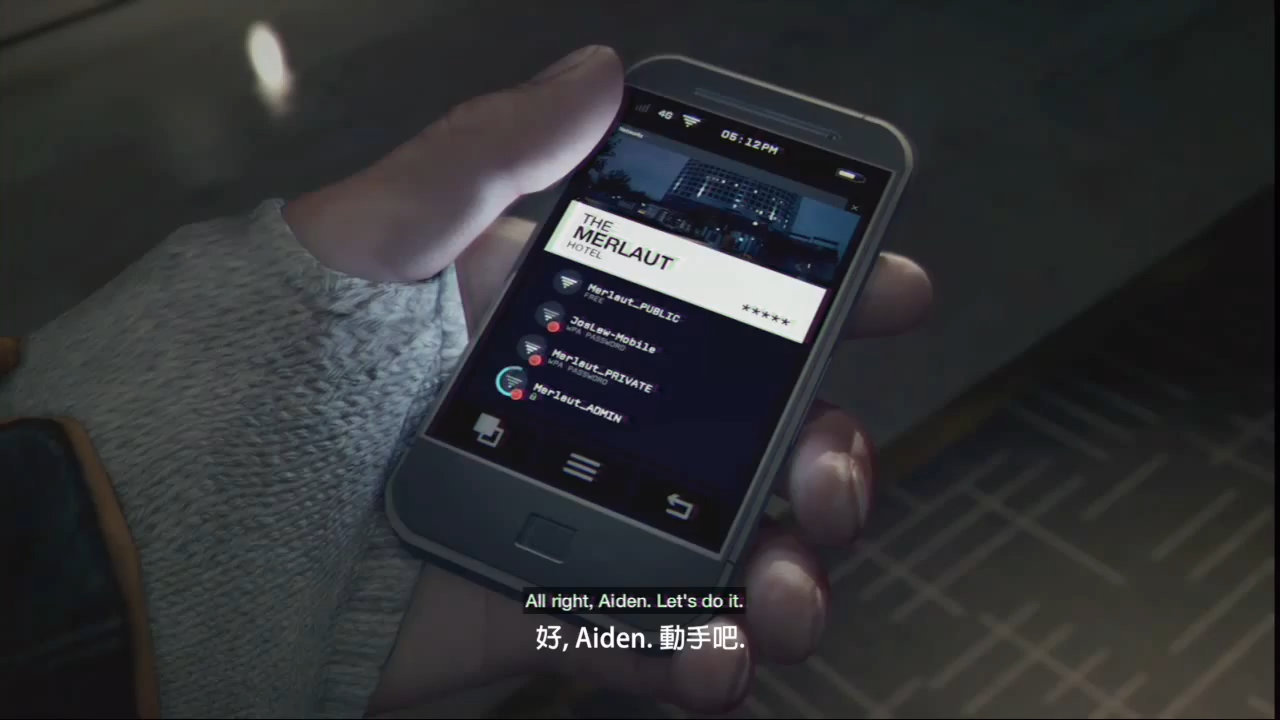 4G 05:12PM
THE
MERLAUT
HOTEL
*****
Merlaut_PUBLIC
FREE
JosLew-Mobile
WPA PASSWORD
Merlaut_PRIVATE
WPA PASSWORD
Merlaut_ADMIN
All right, Aiden. Let's do it.
好, Aiden. 動手吧.